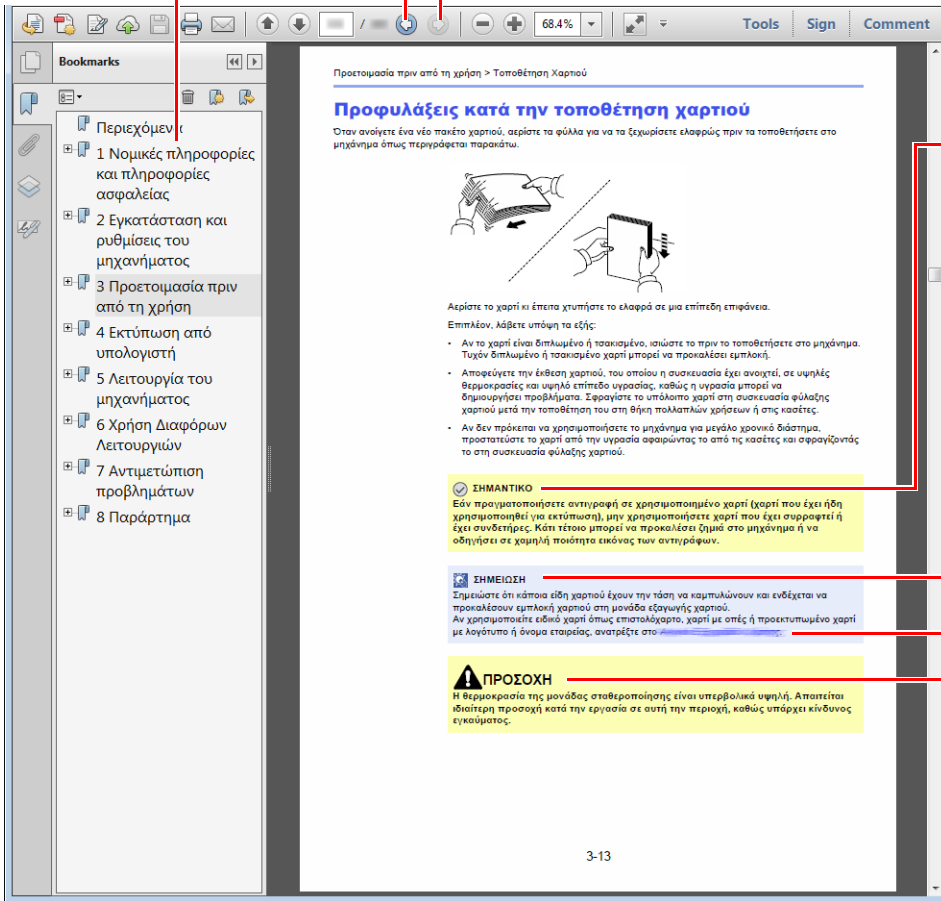 /
68.4%
Tools
Sign
Comment
Bookmarks
Περιεχόμενα
1 Νομικές πληροφορίες
και πληροφορίες
ασφαλείας
2 Εγκατάσταση και
ρυθμίσεις του
μηχανήματος
3 Προετοιμασία πριν
από τη χρήση
4 Εκτύπωση από
υπολογιστή
5 Λειτουργία του
μηχανήματος
6 Χρήση Διαφόρων
Λειτουργιών
7 Αντιμετώπιση
προβλημάτων
8 Παράρτημα
Προετοιμασία πριν από τη χρήση > Τοποθέτηση Χαρτιού
Προφυλάξεις κατά την τοποθέτηση χαρτιού
Όταν ανοίγετε ένα νέο πακέτο χαρτιού, αερίστε τα φύλλα για να τα ξεχωρίσετε ελαφρώς πριν τα τοποθετήσετε στο
μηχάνημα όπως περιγράφεται παρακάτω.
Αερίστε το χαρτί κι έπειτα χτυπήστε το ελαφρά σε μια επίπεδη επιφάνεια.
Επιπλέον, λάβετε υπόψη τα εξής:
• Αν το χαρτί είναι διπλωμένο ή τσακισμένο, ισιώστε το πριν το τοποθετήσετε στο μηχάνημα.
Τυχόν διπλωμένο ή τσακισμένο χαρτί μπορεί να προκαλέσει εμπλοκή.
• Αποφεύγετε την έκθεση χαρτιού, του οποίου η συσκευασία έχει ανοιχτεί, σε υψηλές
θερμοκρασίες και υψηλό επίπεδο υγρασίας, καθώς η υγρασία μπορεί να
δημιουργήσει προβλήματα. Σφραγίστε το υπόλοιπο χαρτί στη συσκευασία φύλαξης
χαρτιού μετά την τοποθέτηση του στη θήκη πολλαπλών χρήσεων ή στις κασέτες.
• Αν δεν πρόκειται να χρησιμοποιήσετε το μηχάνημα για μεγάλο χρονικό διάστημα,
προστατεύστε το χαρτί από την υγρασία αφαιρώντας το από τις κασέτες και σφραγίζοντάς
το στη συσκευασία φύλαξης χαρτιού.
ΣΗΜΑΝΤΙΚΟ
Εάν πραγματοποιήσετε αντιγραφή σε χρησιμοποιημένο χαρτί (χαρτί που έχει ήδη
χρησιμοποιηθεί για εκτύπωση), μην χρησιμοποιήσετε χαρτί που έχει συρραφτεί ή
έχει συνδετήρες. Κάτι τέτοιο μπορεί να προκαλέσει ζημιά στο μηχάνημα ή να
οδηγήσει σε χαμηλή ποιότητα εικόνας των αντιγράφων.
ΣΗΜΕΙΩΣΗ
Σημειώστε ότι κάποια είδη χαρτιού έχουν την τάση να καμπυλώνουν και ενδέχεται να
προκαλέσουν εμπλοκή χαρτιού στη μονάδα εξαγωγής χαρτιού.
Αν χρησιμοποιείτε ειδικό χαρτί όπως επιστολόχαρτο, χαρτί με οπές ή προεκτυπωμένο χαρτί
με λογότυπο ή όνομα εταιρείας, ανατρέξτε στο
ΠΡΟΣΟΧΗ
Η θερμοκρασία της μονάδας σταθεροποίησης είναι υπερβολικά υψηλή. Απαιτείται
ιδιαίτερη προσοχή κατά την εργασία σε αυτή την περιοχή, καθώς υπάρχει κίνδυνος
εγκαύματος.
3-13